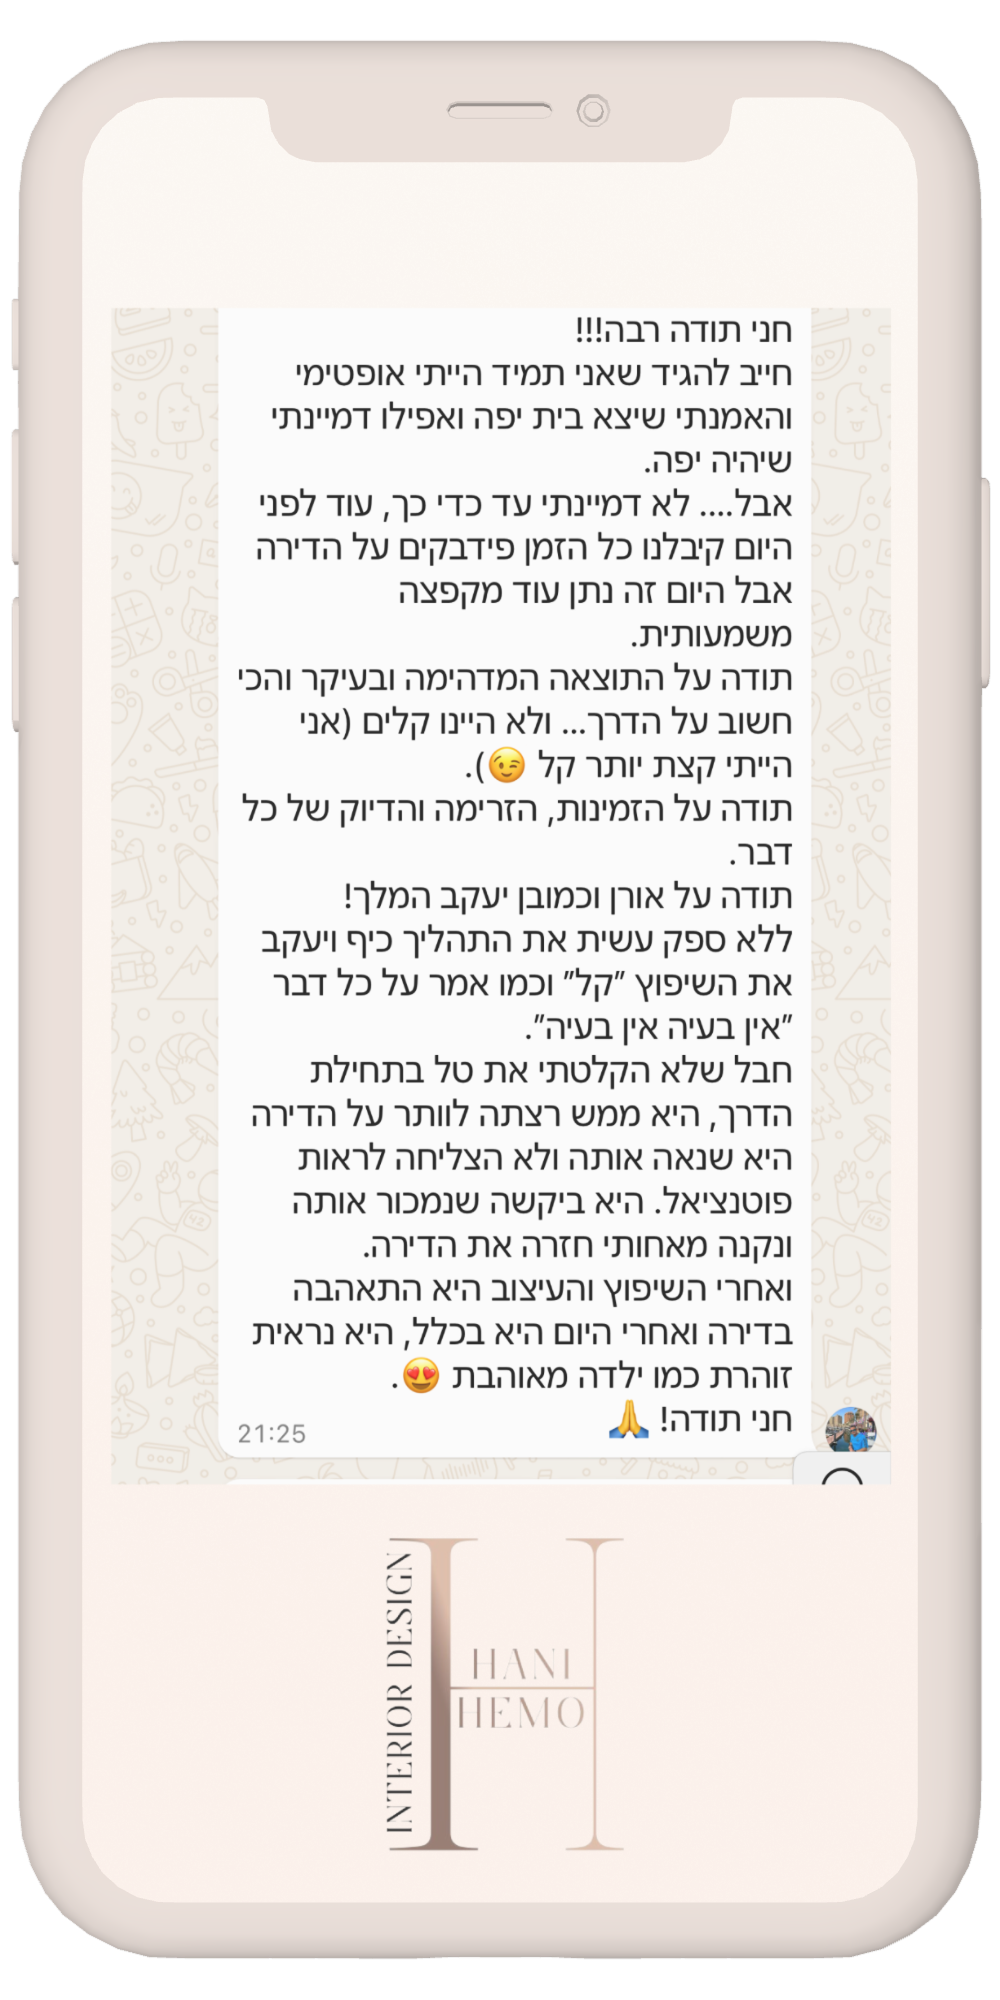 חני תודה רבה!!!
חייב להגיד שאני תמיד הייתי אופטימי
והאמנתי שיצא בית יפה ואפילו דמיינתי
שיהיה יפה.
אבל.... לא דמיינתי עד כדי כך, עוד לפני
היום קיבלנו כל הזמן פידבקים על הדירה
אבל היום זה נתן עוד מקפצה
משמעותית.
תודה על התוצאה המדהימה ובעיקר והכי
חשוב על הדרך... ולא היינו קלים (אני
הייתי קצת יותר קל 😉).
תודה על הזמינות, הזרימה והדיוק של כל
דבר.
תודה על אורן וכמובן יעקב המלך!
ללא ספק עשית את התהליך כיף ויעקב
את השיפוץ "קל" וכמו אמר על כל דבר
"אין בעיה אין בעיה".
חבל שלא הקלטתי את טל בתחילת
הדרך, היא ממש רצתה לוותר על הדירה
היא שנאה אותה ולא הצליחה לראות
פוטנציאל. היא ביקשה שנמכור אותה
ונקנה מאחותי חזרה את הדירה.
ואחרי השיפוץ והעיצוב היא התאהבה
בדירה ואחרי היום היא בכלל, היא נראית
זוהרת כמו ילדה מאוהבת 😍.
חני תודה! 🙏
21:25
INTERIOR DESIGN
HANI
HEMO